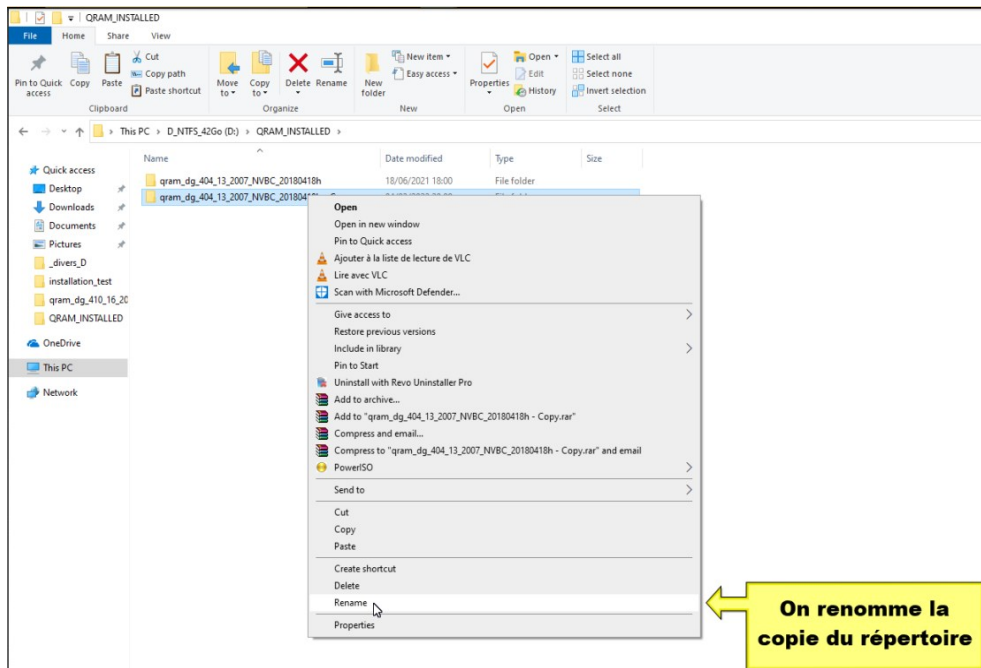 QRAM_INSTALLED
File Home Share View
Pin to Quick access
Copy
Paste
Cut
Copy path
Paste shortcut
Clipboard
Move to
Copy to
Delete
Rename
Organize
New folder
New item
Easy access
New
Properties
Open
Edit
History
Open
Select all
Select none
Invert selection
Select
This PC > D_NTFS_42Go (D:) > QRAM_INSTALLED >
Name Date modified Type Size
Quick access
Desktop
Downloads
Documents
Pictures
_divers_D
installation_test
qram_dg_410_16_20
QRAM_INSTALLED
OneDrive
This PC
Network
qram_dg_404_13_2007_NVBC_20180418h 18/06/2021 18:00 File folder
qram_dg_404_13_2007_NVBC_201804
Open
Open in new window
Pin to Quick access
Ajouter à la liste de lecture de VLC
Lire avec VLC
Scan with Microsoft Defender...
Give access to
Restore previous versions
Include in library
Pin to Start
Uninstall with Revo Uninstaller Pro
Add to archive...
Add to "qram_dg_404_13_2007_NVBC_20180418h - Copy.rar"
Compress and email...
Compress to "qram_dg_404_13_2007_NVBC_20180418h - Copy.rar" and email
PowerISO
Send to
Cut
Copy
Paste
Create shortcut
Delete
Rename
Properties
On renomme la
copie du répertoire